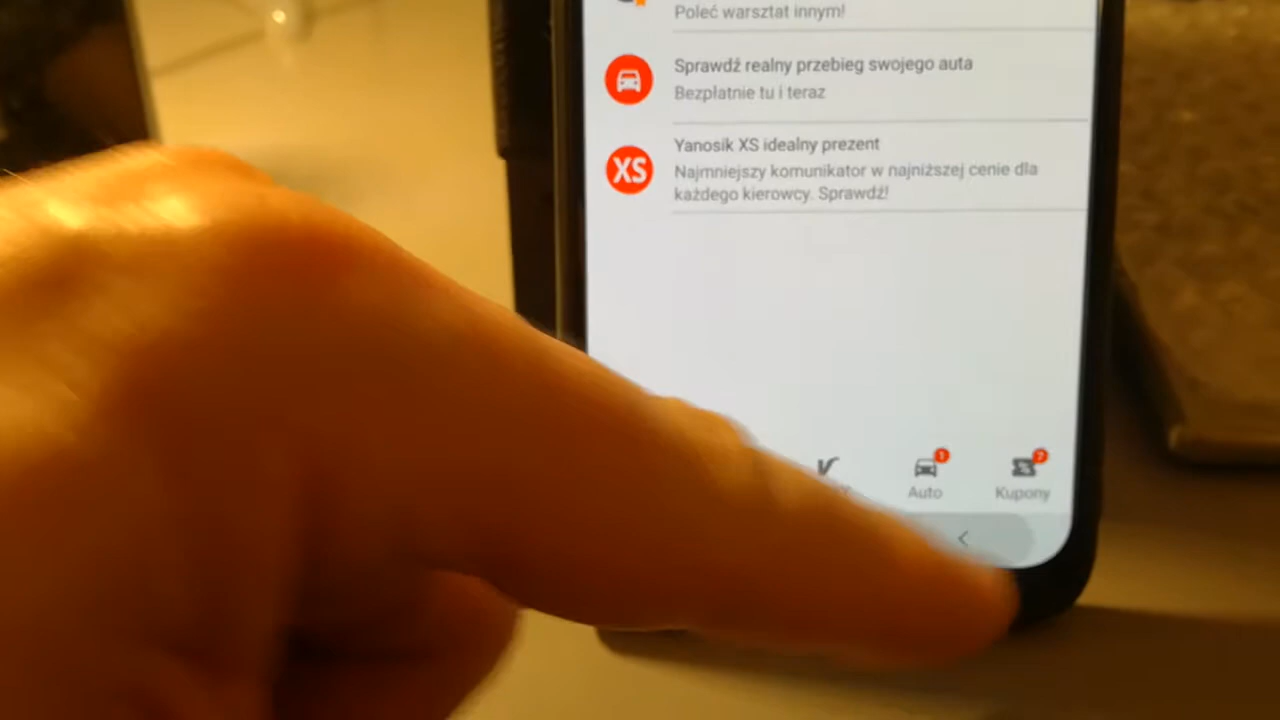 Poleć warsztat innym!
Sprawdź realny przebieg swojego auta
Bezpłatnie tu i teraz
XS
Yanosik XS idealny prezent
Najmniejszy komunikator w najniższej cenie dla
każdego kierowcy. Sprawdź!
1
7
Auto
Kupony